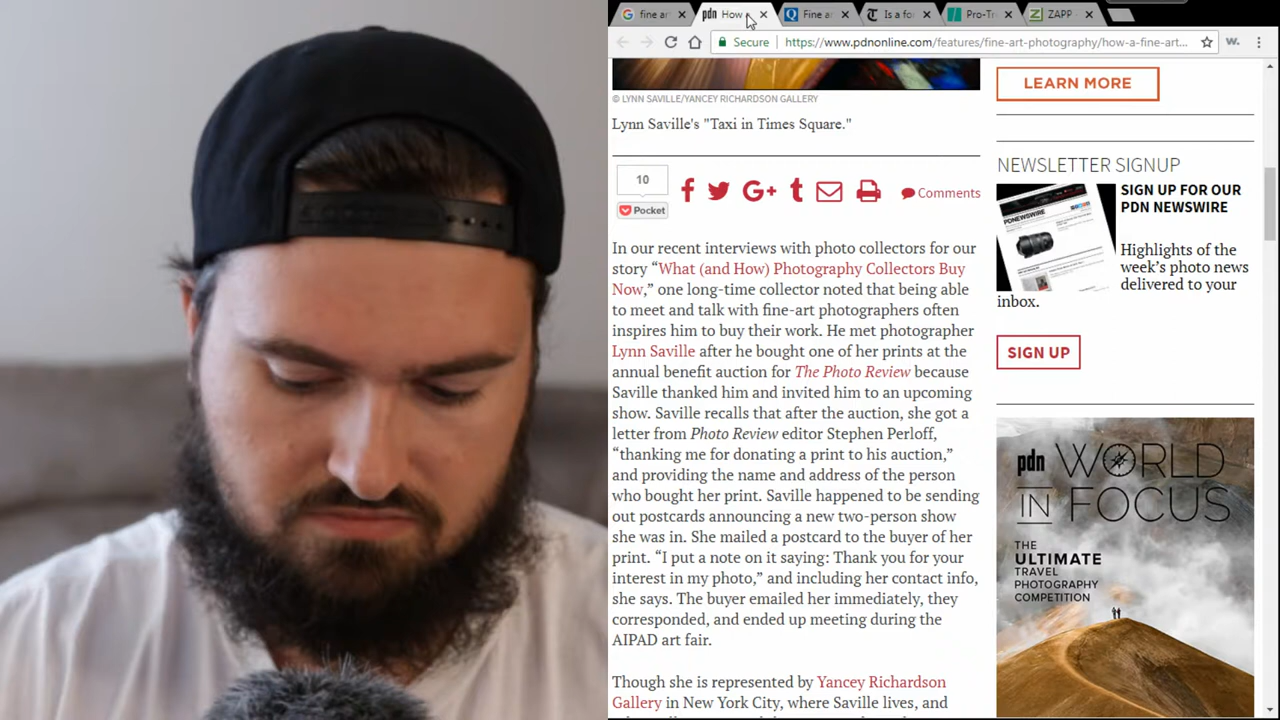 fine ar
pdn How a
Fine a
Is a fo
Pro-Tr
ZAPP
Secure https://www.pdnonline.com/features/fine-art-photography/how-a-fine-art...
© LYNN SAVILLE/YANCEY RICHARDSON GALLERY
Lynn Saville's "Taxi in Times Square."
10
Pocket
Comments
In our recent interviews with photo collectors for our
story “What (and How) Photography Collectors Buy
Now,” one long-time collector noted that being able
to meet and talk with fine-art photographers often
inspires him to buy their work. He met photographer
Lynn Saville after he bought one of her prints at the
annual benefit auction for The Photo Review because
Saville thanked him and invited him to an upcoming
show. Saville recalls that after the auction, she got a
letter from Photo Review editor Stephen Perloff,
“thanking me for donating a print to his auction,”
and providing the name and address of the person
who bought her print. Saville happened to be sending
out postcards announcing a new two-person show
she was in. She mailed a postcard to the buyer of her
print. “I put a note on it saying: Thank you for your
interest in my photo,” and including her contact info,
she says. The buyer emailed her immediately, they
corresponded, and ended up meeting during the
AIPAD art fair.
Though she is represented by Yancey Richardson
Gallery in New York City, where Saville lives, and
LEARN MORE
NEWSLETTER SIGNUP
SIGN UP FOR OUR
PDN NEWSWIRE
Highlights of the
week’s photo news
delivered to your
inbox.
SIGN UP
pdn WORLD
IN FOCUS
THE
ULTIMATE
TRAVEL
PHOTOGRAPHY
COMPETITION